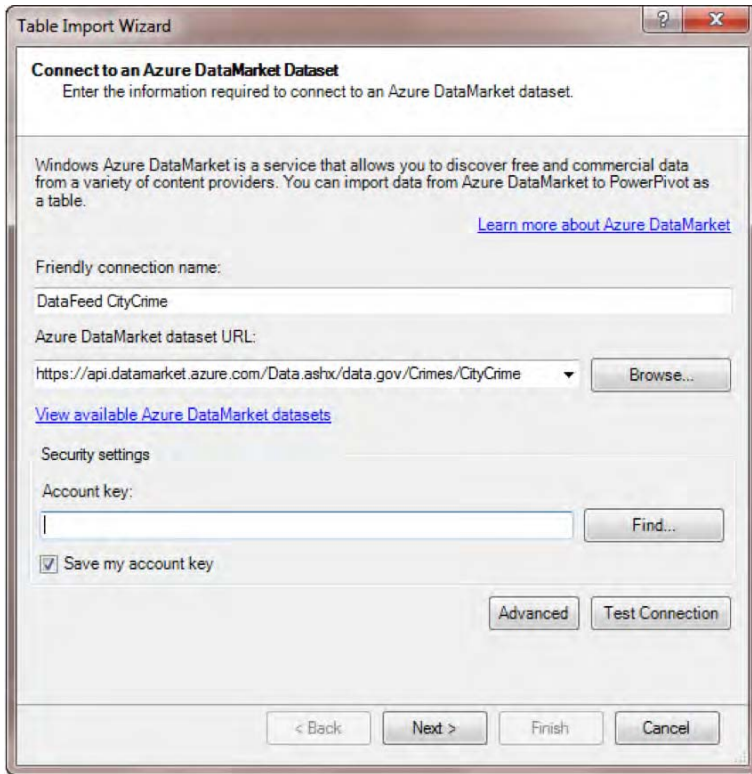 Table Import Wizard
?
X
Connect to an Azure DataMarket Dataset
Enter the information required to connect to an Azure DataMarket dataset.
Windows Azure DataMarket is a service that allows you to discover free and commercial data
from a variety of content providers. You can import data from Azure DataMarket to PowerPivot as
a table.
Learn more about Azure DataMarket
Friendly connection name:
DataFeed CityCrime
Azure DataMarket dataset URL:
https://api.datamarket.azure.com/Data.ashx/data.gov/Crimes/CityCrime
Browse...
View available Azure DataMarket datasets
Security settings
Account key:
Find...
Save my account key
Advanced
Test Connection
< Back
Next >
Finish
Cancel